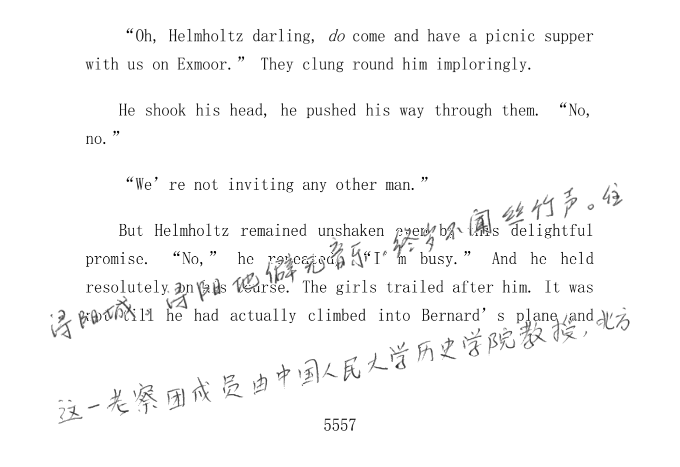 “Oh, Helmholtz darling, do come and have a picnic supper
with us on Exmoor.” They clung round him imploringly.
He shook his head, he pushed his way through them. “No,
no.”
“We’re not inviting any other man.”
But Helmholtz remained unshaken even by this delightful
promise. “No,” he repeated, “I’m busy.” And he held
resolutely on his course. The girls trailed after him. It was
not till he had actually climbed into Bernard’s plane and
浔阳城。浔阳地僻无音乐，终岁不闻丝竹声。住
这一考察团成员由中国人民大学历史学院教授，北方
5557